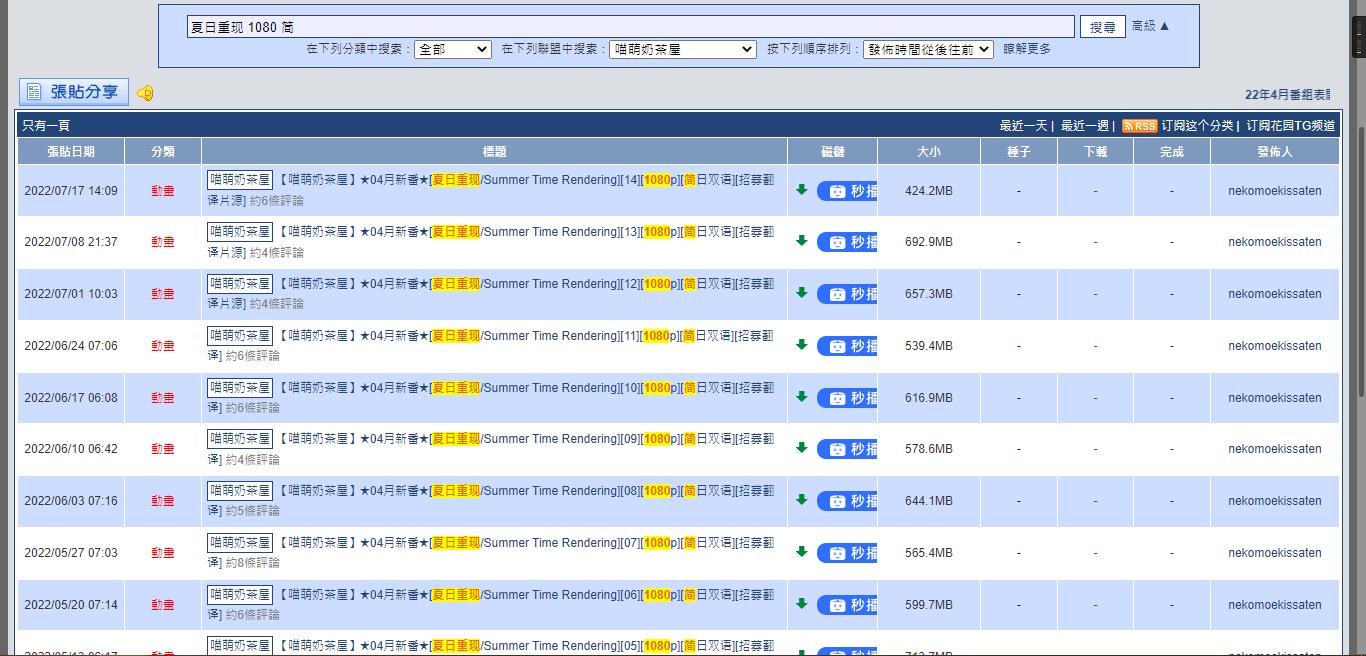 夏日重现 1080 简 搜尋 高級 ▲
在下列分類中搜索： 全部 在下列聯盟中搜索： 喵萌奶茶屋 按下列順序排列： 發佈時間從後往前 瞭解更多
張貼分享 22年4月番組表
只有一頁 最近一天 | 最近一週 | RSS 订阅这个分类 | 订阅花园TG频道
張貼日期 分類 標題 磁鏈 大小 種子 下載 完成 發佈人
2022/07/17 14:09 動畫 喵萌奶茶屋 【喵萌奶茶屋】★04月新番★[夏日重现/Summer Time Rendering][14][1080p][简日双语][招募翻 秒播 424.2MB - - - nekomoekissaten
译片源] 約6條評論
2022/07/08 21:37 動畫 喵萌奶茶屋 【喵萌奶茶屋】★04月新番★[夏日重现/Summer Time Rendering][13][1080p][简日双语][招募翻 秒播 692.9MB - - - nekomoekissaten
译片源] 約4條評論
2022/07/01 10:03 動畫 喵萌奶茶屋 【喵萌奶茶屋】★04月新番★[夏日重现/Summer Time Rendering][12][1080p][简日双语][招募翻 秒播 657.3MB - - - nekomoekissaten
译片源] 約4條評論
2022/06/24 07:06 動畫 喵萌奶茶屋 【喵萌奶茶屋】★04月新番★[夏日重现/Summer Time Rendering][11][1080p][简日双语][招募翻 秒播 539.4MB - - - nekomoekissaten
译] 約6條評論
2022/06/17 06:08 動畫 喵萌奶茶屋 【喵萌奶茶屋】★04月新番★[夏日重现/Summer Time Rendering][10][1080p][简日双语][招募翻 秒播 616.9MB - - - nekomoekissaten
译] 約6條評論
2022/06/10 06:42 動畫 喵萌奶茶屋 【喵萌奶茶屋】★04月新番★[夏日重现/Summer Time Rendering][09][1080p][简日双语][招募翻 秒播 578.6MB - - - nekomoekissaten
译] 約4條評論
2022/06/03 07:16 動畫 喵萌奶茶屋 【喵萌奶茶屋】★04月新番★[夏日重现/Summer Time Rendering][08][1080p][简日双语][招募翻 秒播 644.1MB - - - nekomoekissaten
译] 約5條評論
2022/05/27 07:03 動畫 喵萌奶茶屋 【喵萌奶茶屋】★04月新番★[夏日重现/Summer Time Rendering][07][1080p][简日双语][招募翻 秒播 565.4MB - - - nekomoekissaten
译] 約8條評論
2022/05/20 07:14 動畫 喵萌奶茶屋 【喵萌奶茶屋】★04月新番★[夏日重现/Summer Time Rendering][06][1080p][简日双语][招募翻 秒播 599.7MB - - - nekomoekissaten
译] 約6條評論
喵萌奶茶屋 【喵萌奶茶屋】★04月新番★[夏日重现/Summer Time Rendering][05][1080p][简日双语][招募翻